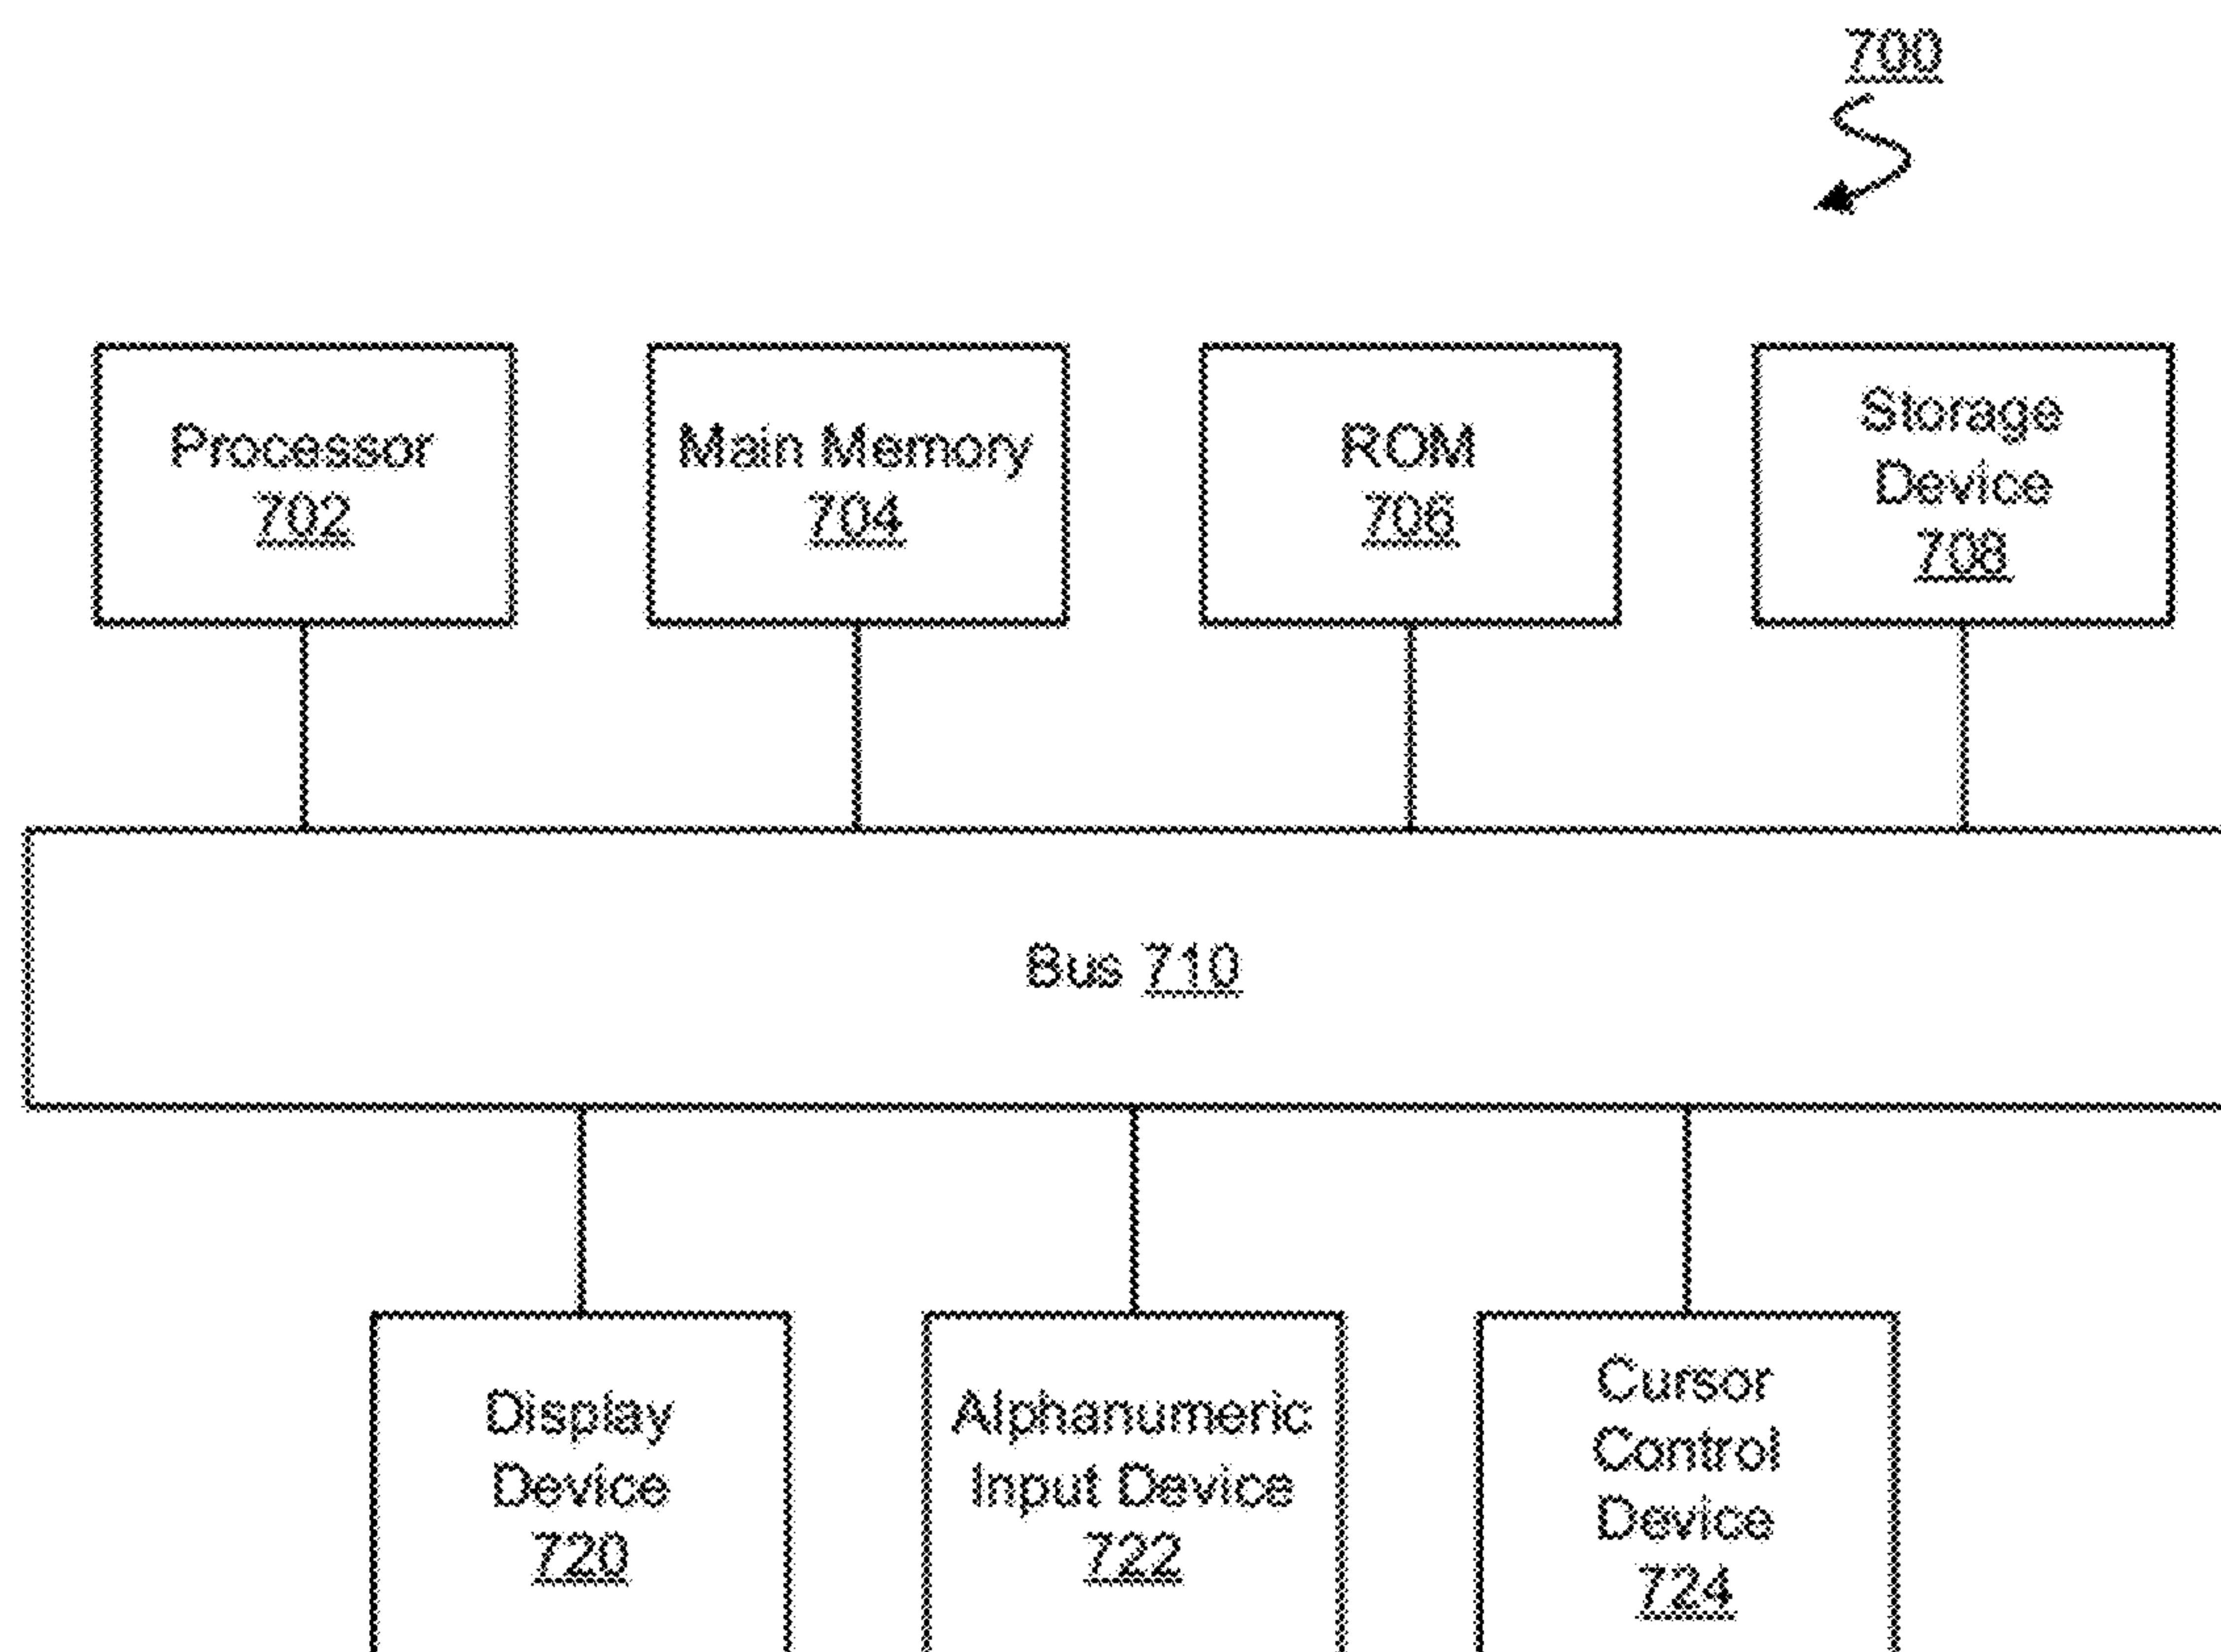 700
Processor
702
Main Memory
704
ROM
706
Storage
Device
708
Bus 710
Display
Device
720
Alphanumeric
Input Device
722
Cursor
Control
Device
724